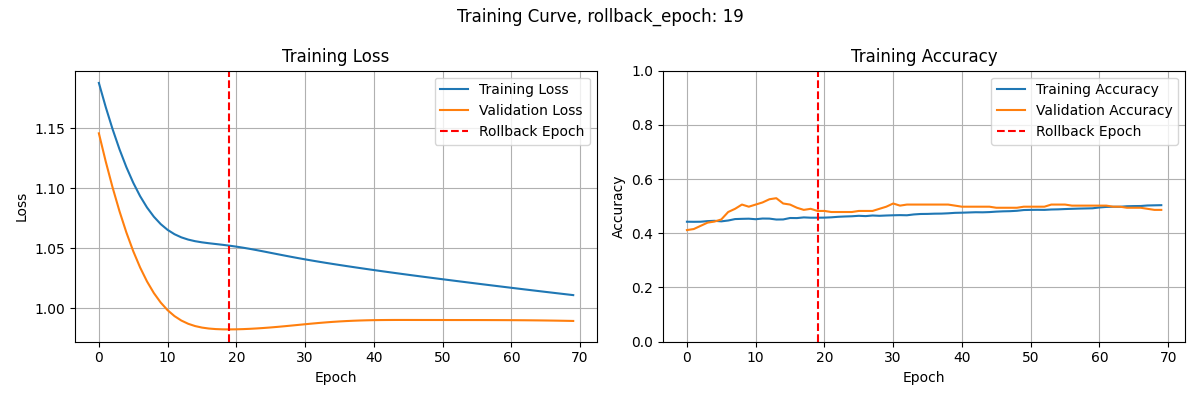 Training Curve, rollback_epoch: 19
Training Loss
Training Loss
Validation Loss
Rollback Epoch
1.15
1.10
1.05
1.00
Loss
0 10 20 30 40 50 60 70
Epoch
Training Accuracy
Training Accuracy
Validation Accuracy
Rollback Epoch
1.0
0.8
0.6
0.4
0.2
0.0
Accuracy
0 10 20 30 40 50 60 70
Epoch